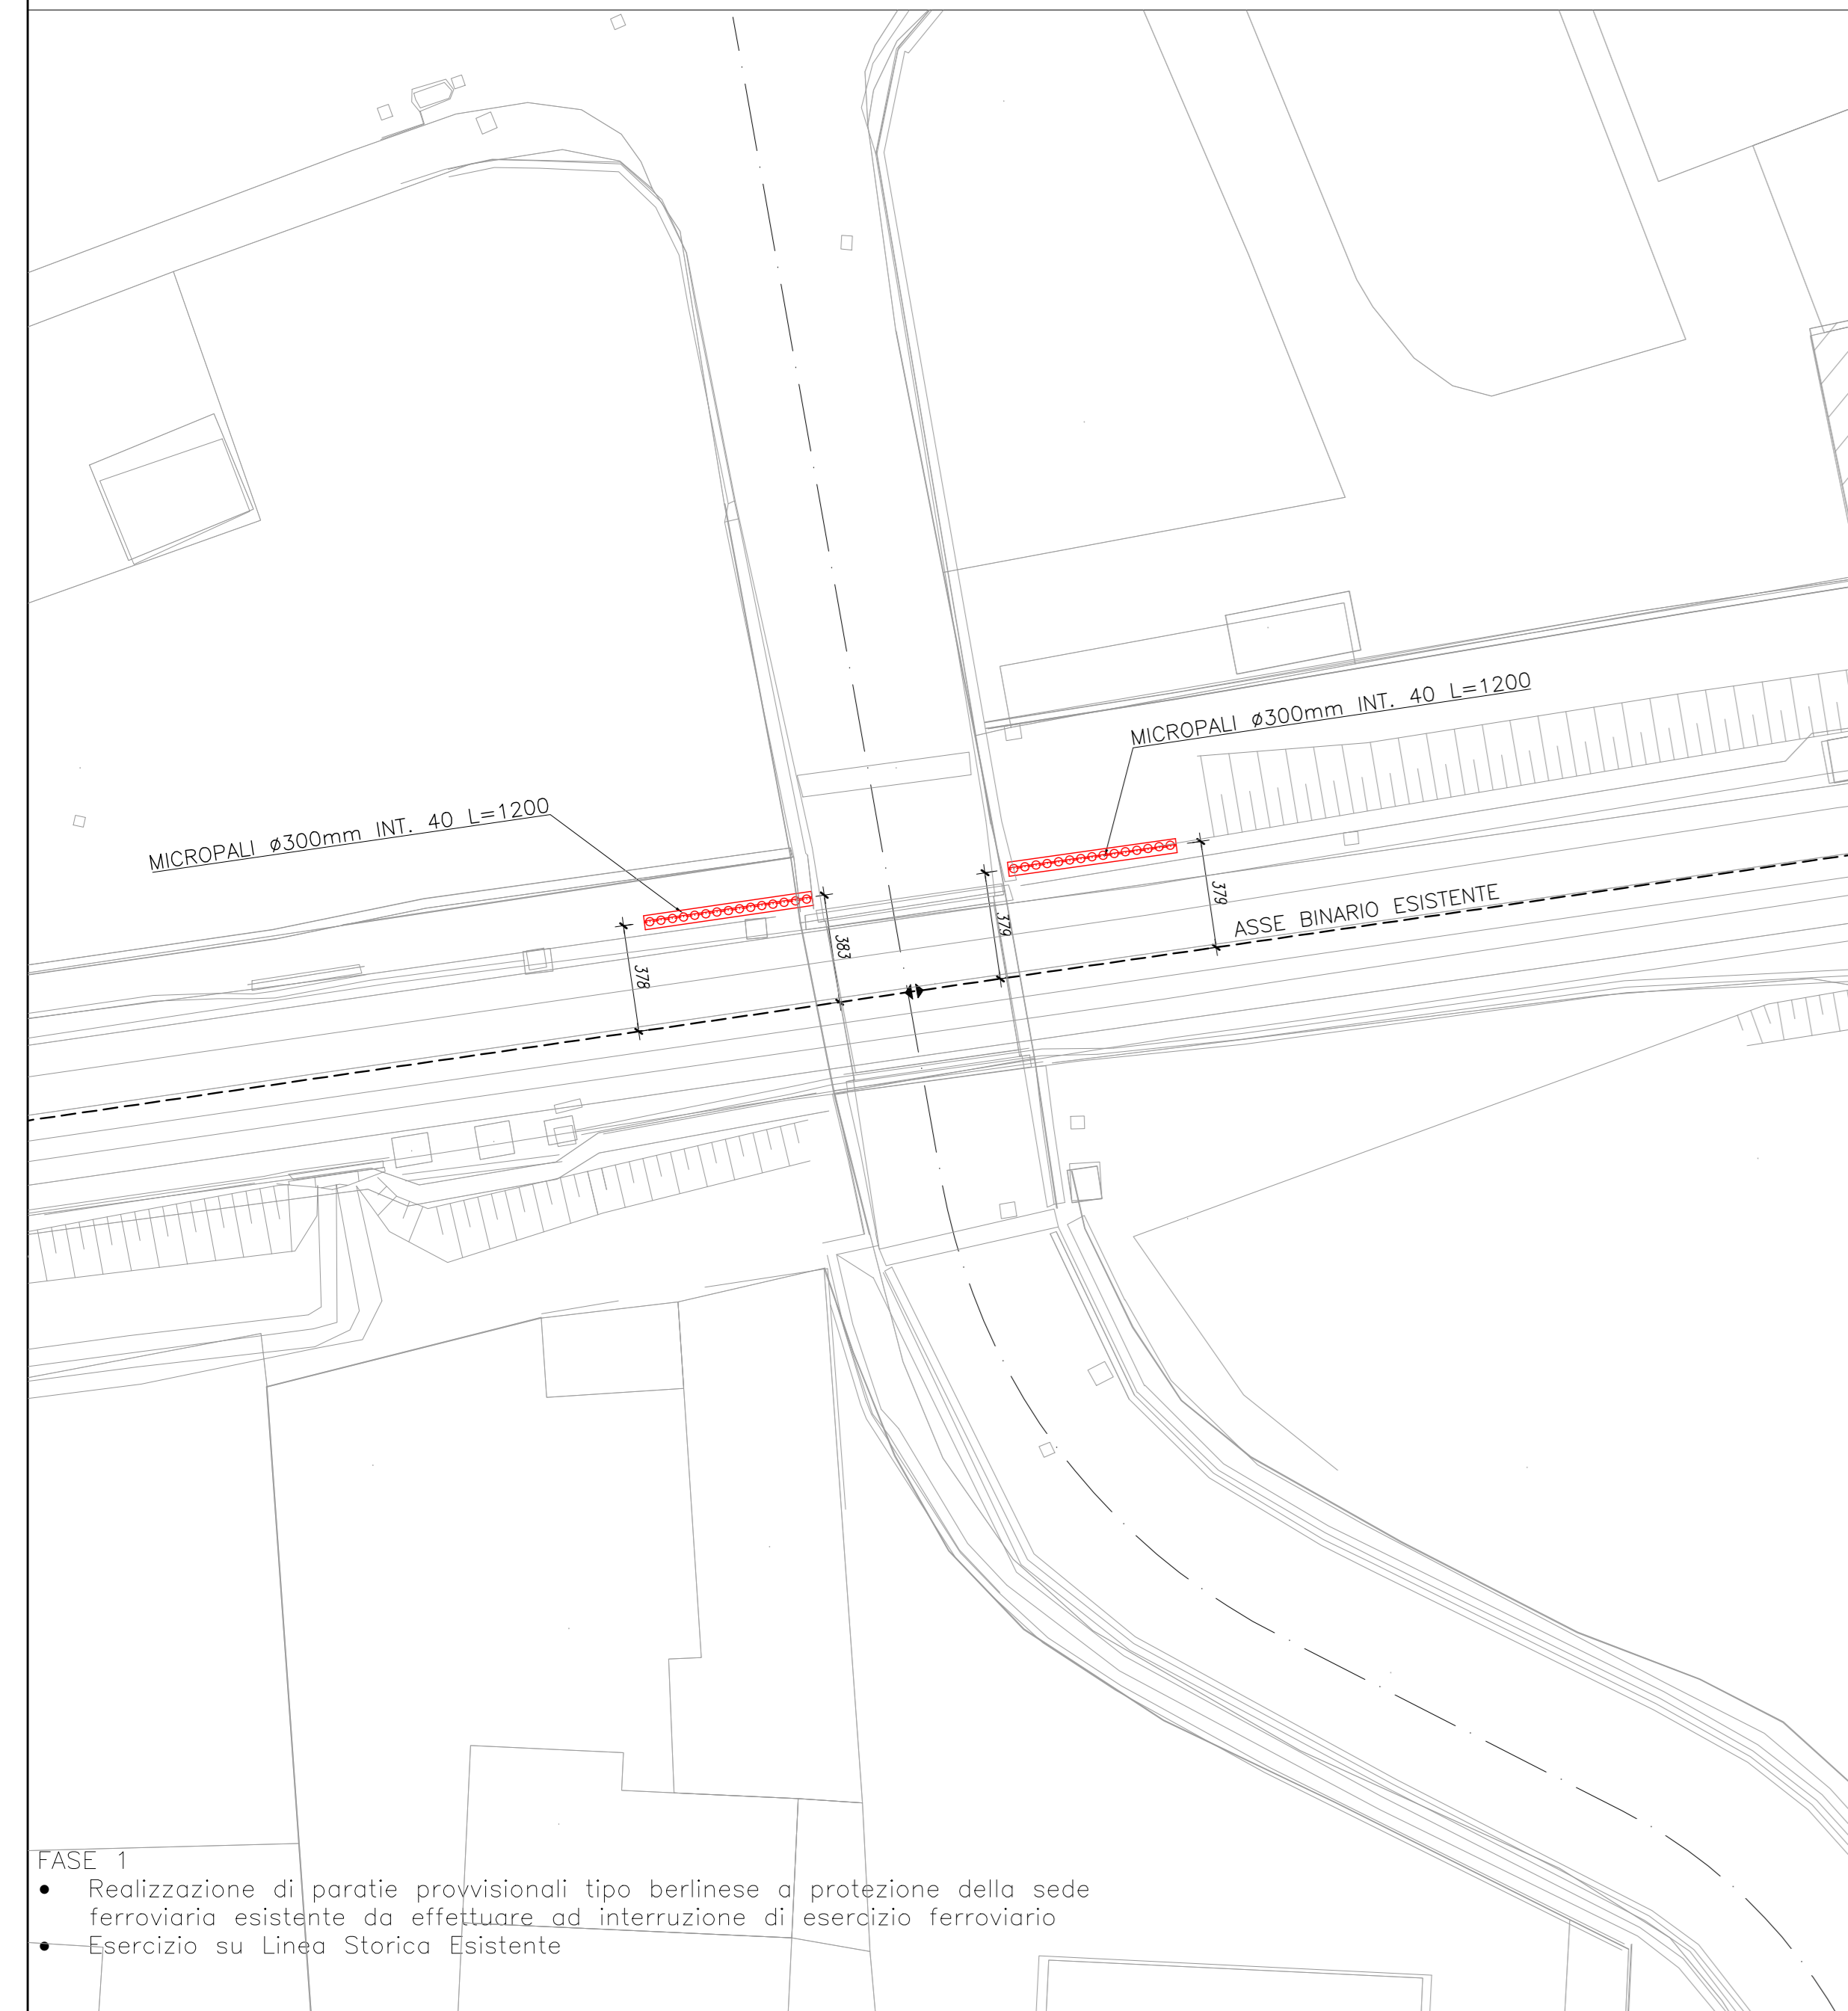 MICROPALI ø300mm INT. 40 L=1200
MICROPALI ø300mm INT. 40 L=1200
379
379
ASSE BINARIO ESISTENTE
383
378
FASE 1
• Realizzazione di paratie provvisionali tipo berlinese a protezione della sede
ferroviaria esistente da effettuare ad interruzione di esercizio ferroviario
• Esercizio su Linea Storica Esistente